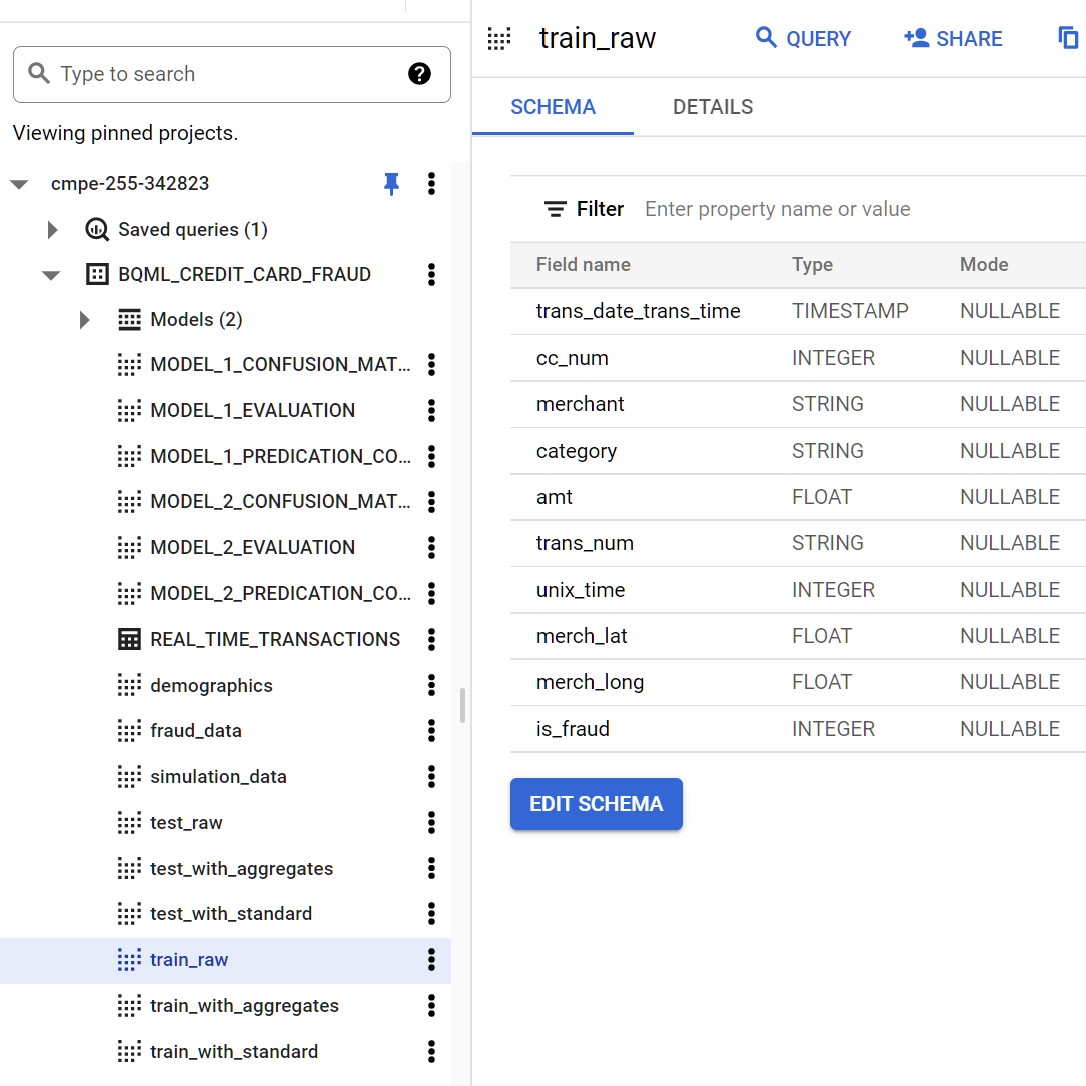 Type to search
Viewing pinned projects.
cmpe-255-342823
Saved queries (1)
BQML_CREDIT_CARD_FRAUD
Models (2)
MODEL_1_CONFUSION_MAT...
MODEL_1_EVALUATION
MODEL_1_PREDICATION_CO...
MODEL_2_CONFUSION_MAT...
MODEL_2_EVALUATION
MODEL_2_PREDICATION_CO...
REAL_TIME_TRANSACTIONS
demographics
fraud_data
simulation_data
test_raw
test_with_aggregates
test_with_standard
train_raw
train_with_aggregates
train_with_standard
train_raw QUERY SHARE
SCHEMA DETAILS
Filter Enter property name or value
Field name Type Mode
trans_date_trans_time TIMESTAMP NULLABLE
cc_num INTEGER NULLABLE
merchant STRING NULLABLE
category STRING NULLABLE
amt FLOAT NULLABLE
trans_num STRING NULLABLE
unix_time INTEGER NULLABLE
merch_lat FLOAT NULLABLE
merch_long FLOAT NULLABLE
is_fraud INTEGER NULLABLE
EDIT SCHEMA